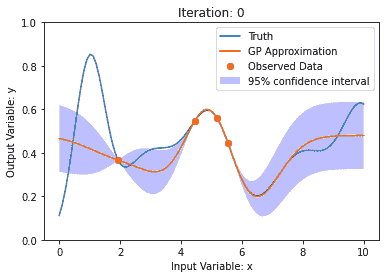 Iteration: 0
Truth
GP Approximation
Observed Data
95% confidence interval
Output Variable: y
1.0
0.8
0.6
0.4
0.2
0.0
0 2 4 6 8 10
Input Variable: x